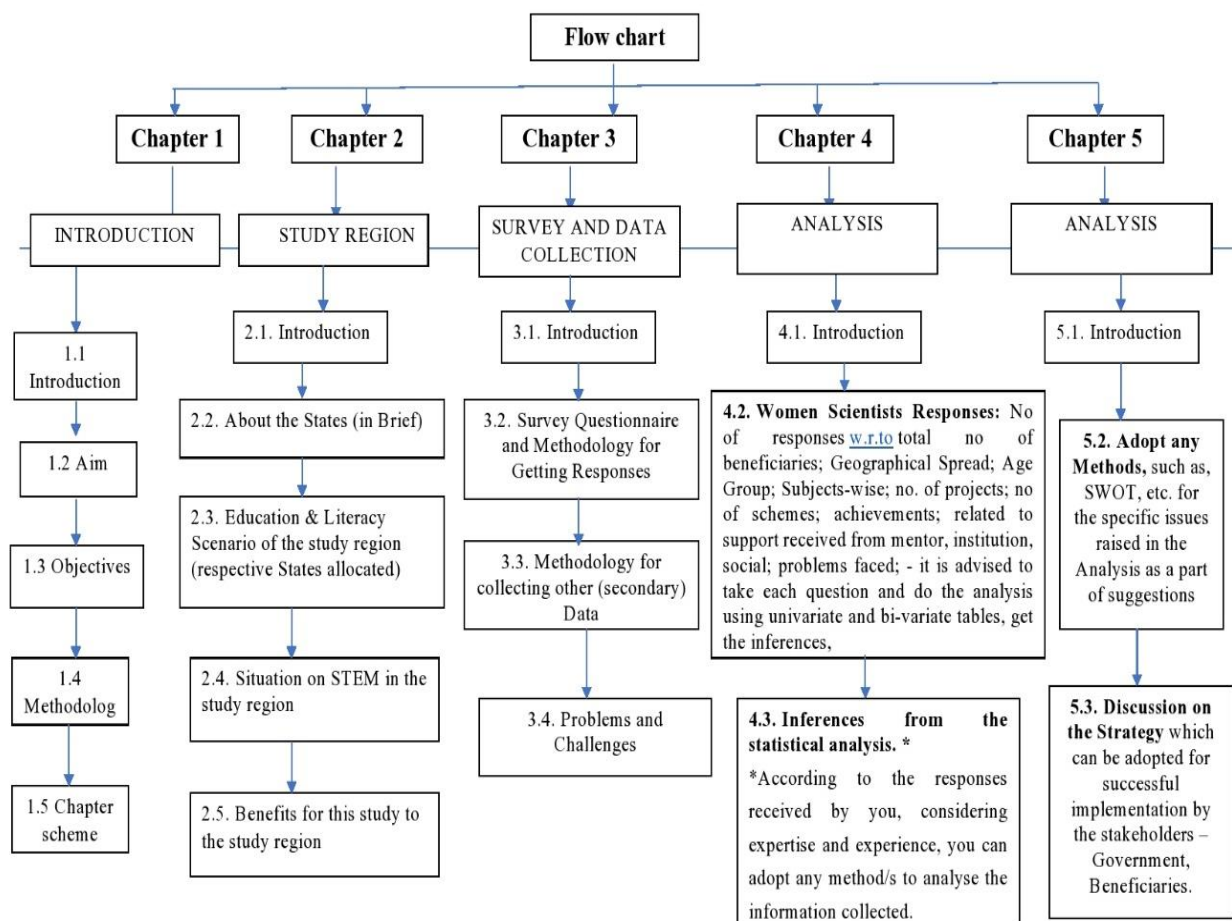 Flow chart
Chapter 1
Chapter 2
Chapter 3
Chapter 4
Chapter 5
INTRODUCTION
STUDY REGION
SURVEY AND DATA
COLLECTION
ANALYSIS
ANALYSIS
1.1
Introduction
1.2 Aim
1.3 Objectives
1.4
Methodolog
1.5 Chapter
scheme
2.1. Introduction
2.2. About the States (in Brief)
2.3. Education & Literacy
Scenario of the study region
(respective States allocated)
2.4. Situation on STEM in the
study region
2.5. Benefits for this study to
the study region
3.1. Introduction
3.2. Survey Questionnaire
and Methodology for
Getting Responses
3.3. Methodology for
collecting other (secondary)
Data
3.4. Problems and
Challenges
4.1. Introduction
4.2. Women Scientists Responses: No
of responses w.r.to total no of
beneficiaries; Geographical Spread; Age
Group; Subjects-wise; no. of projects; no
of schemes; achievements; related to
support received from mentor, institution,
social; problems faced; - it is advised to
take each question and do the analysis
using univariate and bi-variate tables, get
the inferences,
4.3. Inferences from the
statistical analysis. *
*According to the responses
received by you, considering
expertise and experience, you can
adopt any method/s to analyse the
information collected.
5.1. Introduction
5.2. Adopt any
Methods, such as,
SWOT, etc. for
the specific issues
raised in the
Analysis as a part
of suggestions
5.3. Discussion on
the Strategy which
can be adopted for
successful
implementation by
the stakeholders –
Government,
Beneficiaries.